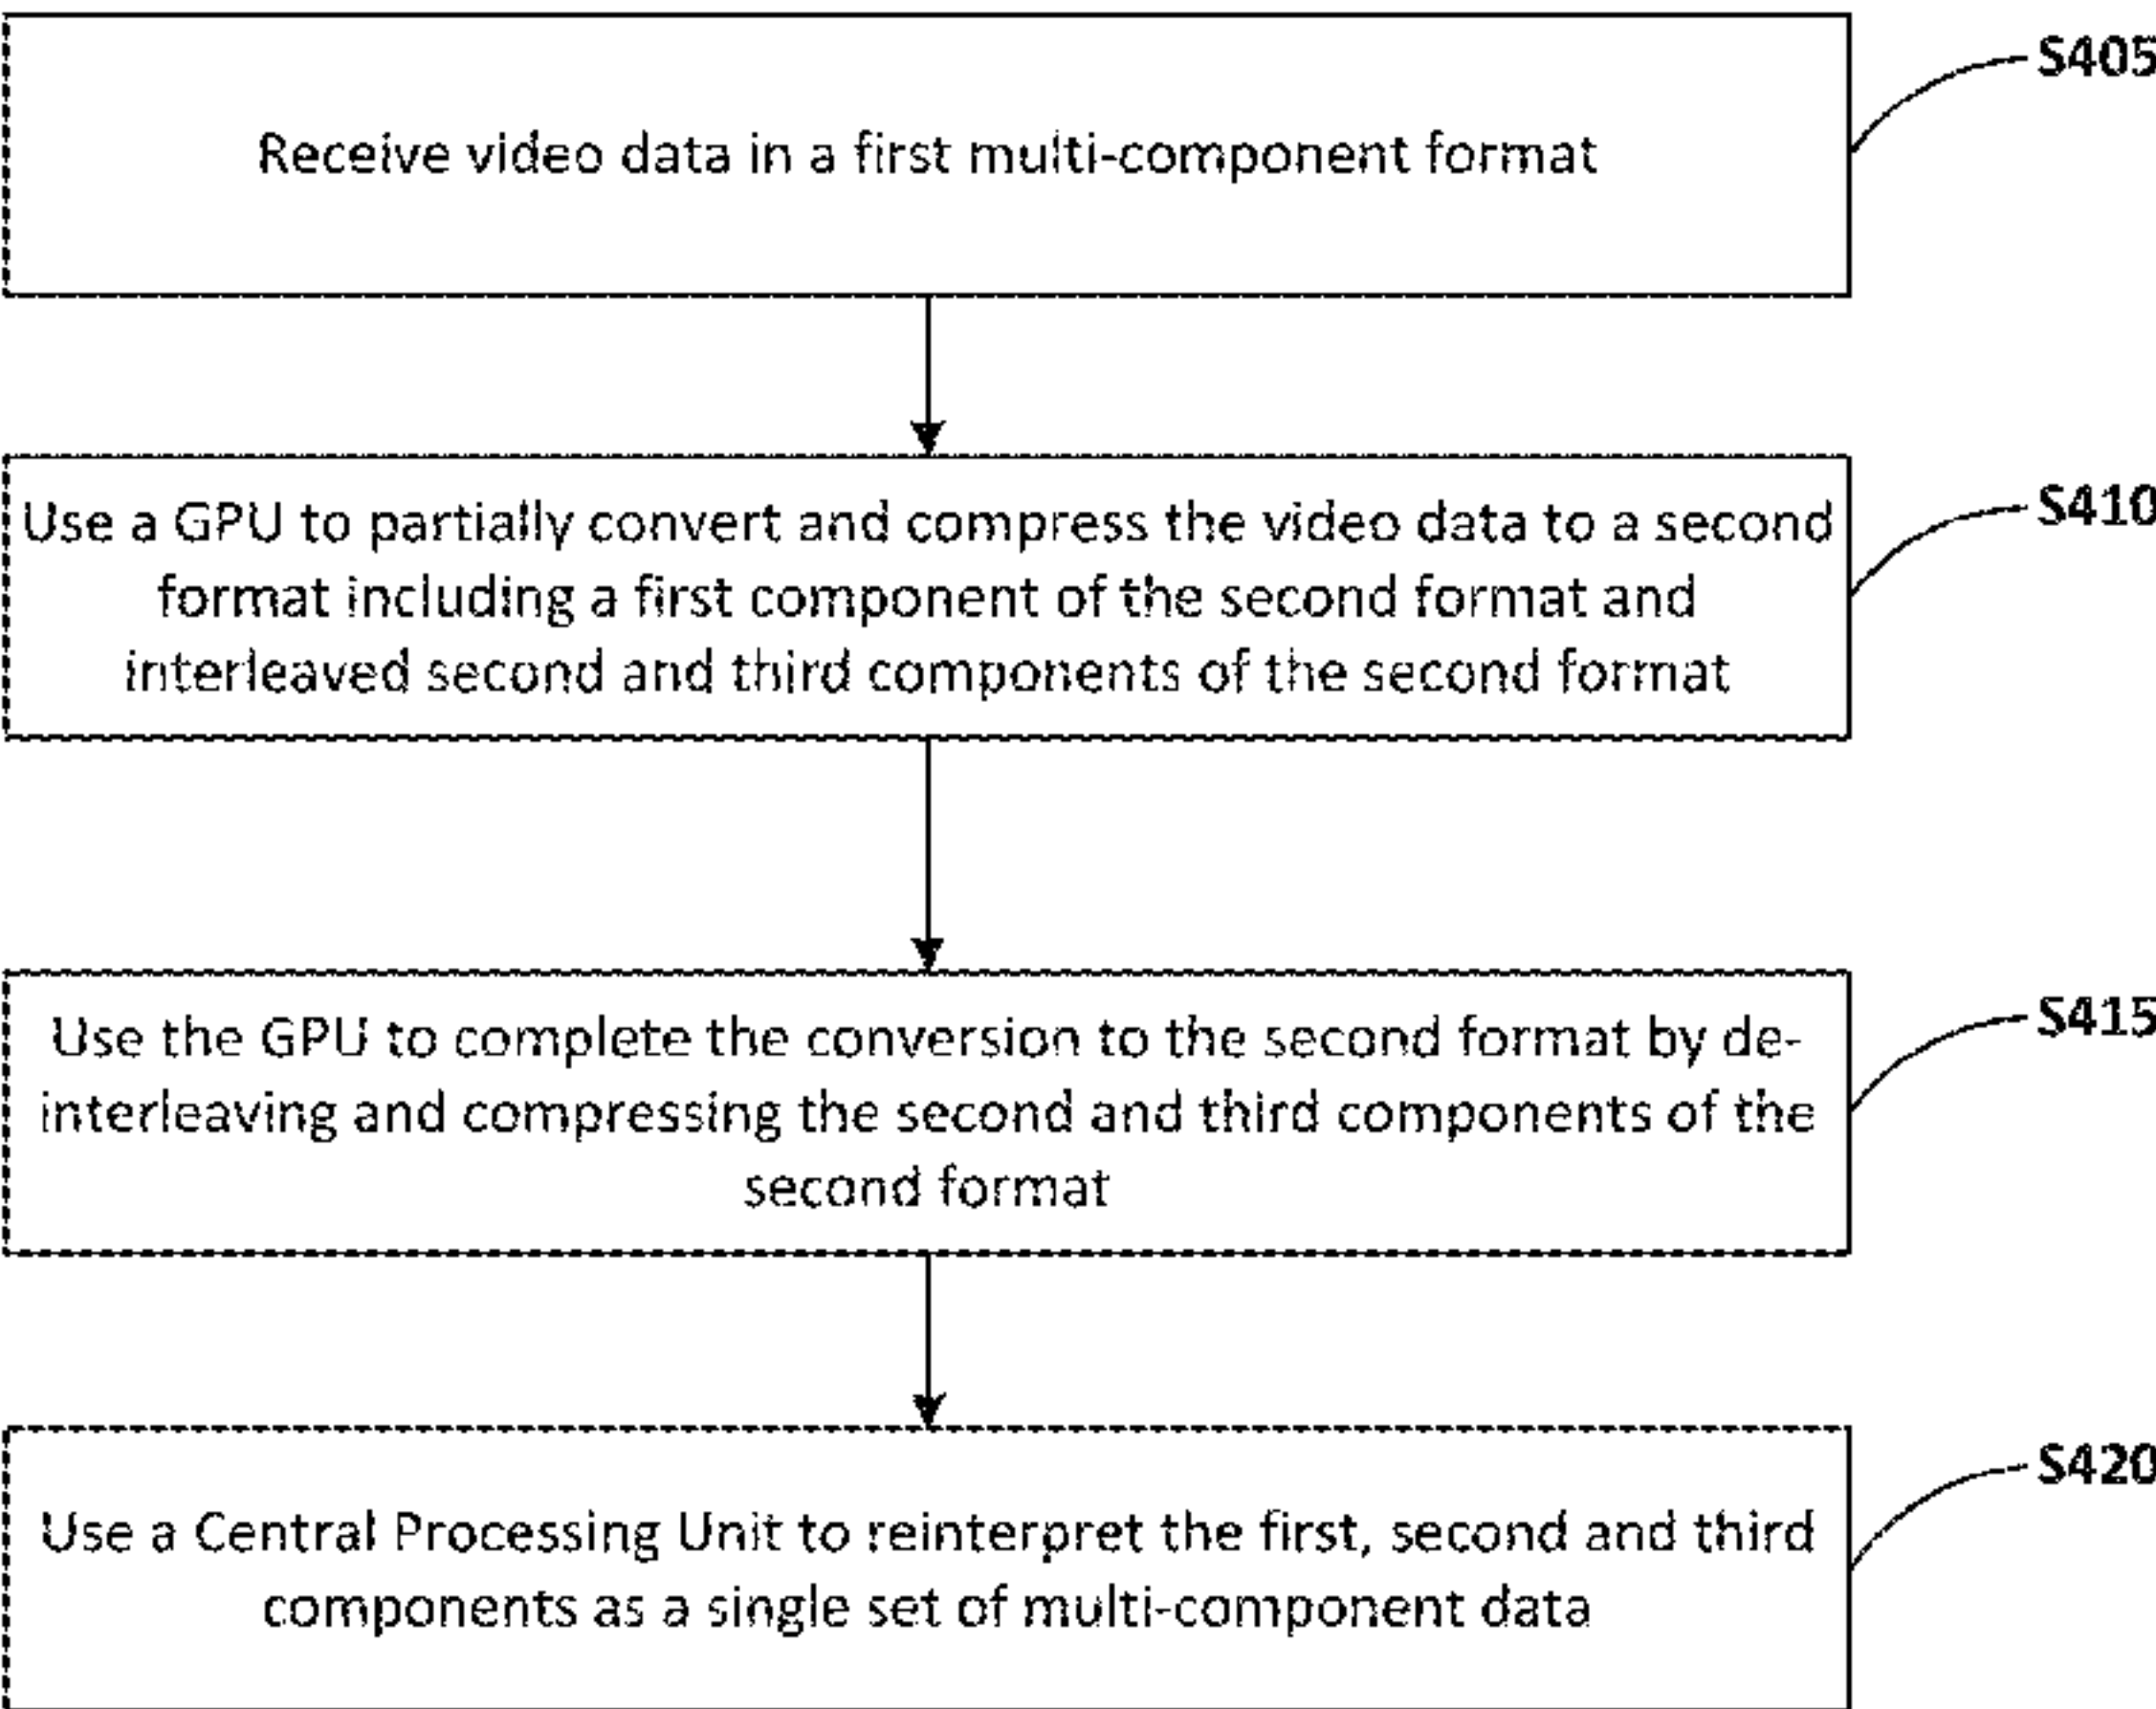 S405
Receive video data in a first multi-component format
S410
Use a GPU to partially convert and compress the video data to a second
format including a first component of the second format and
interleaved second and third components of the second format
S415
Use the GPU to complete the conversion to the second format by de-
interleaving and compressing the second and third components of the
second format
S420
Use a Central Processing Unit to reinterpret the first, second and third
components as a single set of multi-component data